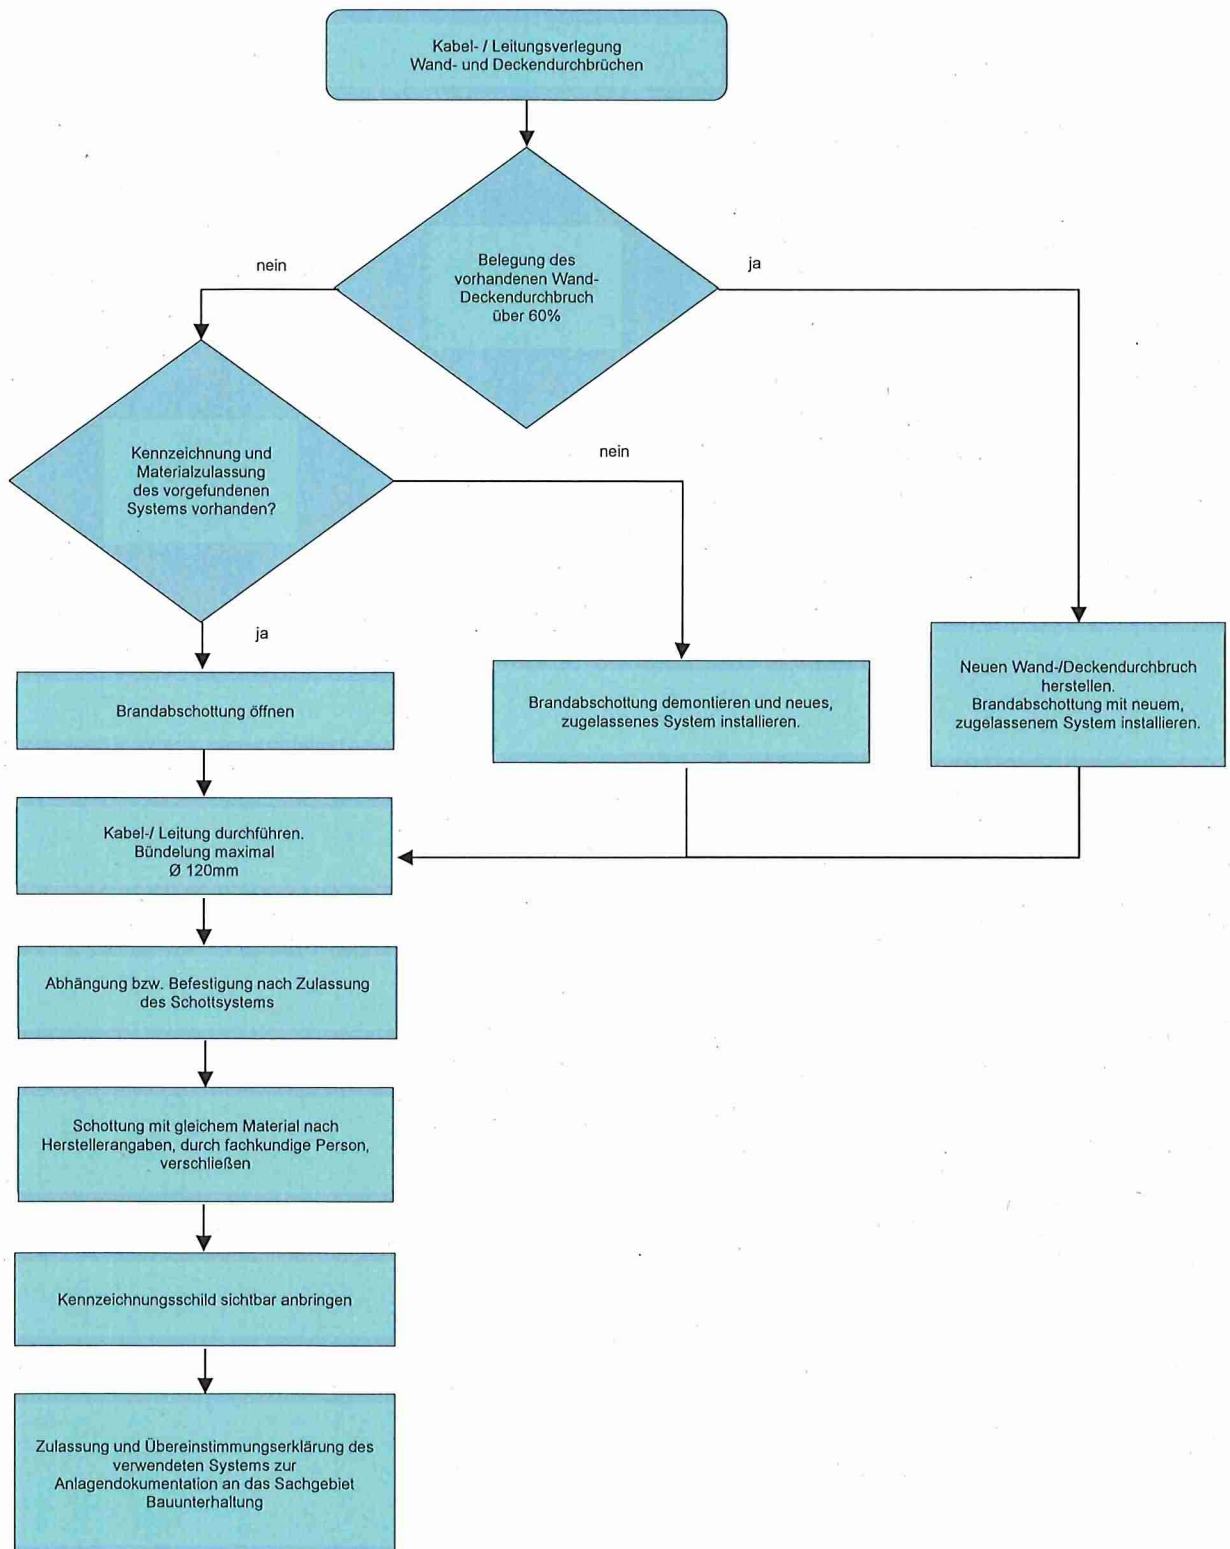 Kabel- / Leitungsverlegung
Wand- und Deckendurchbrüchen
Belegung des
vorhandenen Wand-
Deckendurchbruch
über 60%
nein
ja
Kennzeichnung und
Materialzulassung
des vorgefundenen
Systems vorhanden?
nein
ja
Brandabschottung öffnen
Brandabschottung demontieren und neues,
zugelassenes System installieren.
Neuen Wand-/Deckendurchbruch
herstellen.
Brandabschottung mit neuem,
zugelassenem System installieren.
Kabel-/ Leitung durchführen.
Bündelung maximal
Ø 120mm
Abhängung bzw. Befestigung nach Zulassung
des Schottsystems
Schottung mit gleichem Material nach
Herstellerangaben, durch fachkundige Person,
verschließen
Kennzeichnungsschild sichtbar anbringen
Zulassung und Übereinstimmungserklärung des
verwendeten Systems zur
Anlagendokumentation an das Sachgebiet
Bauunterhaltung